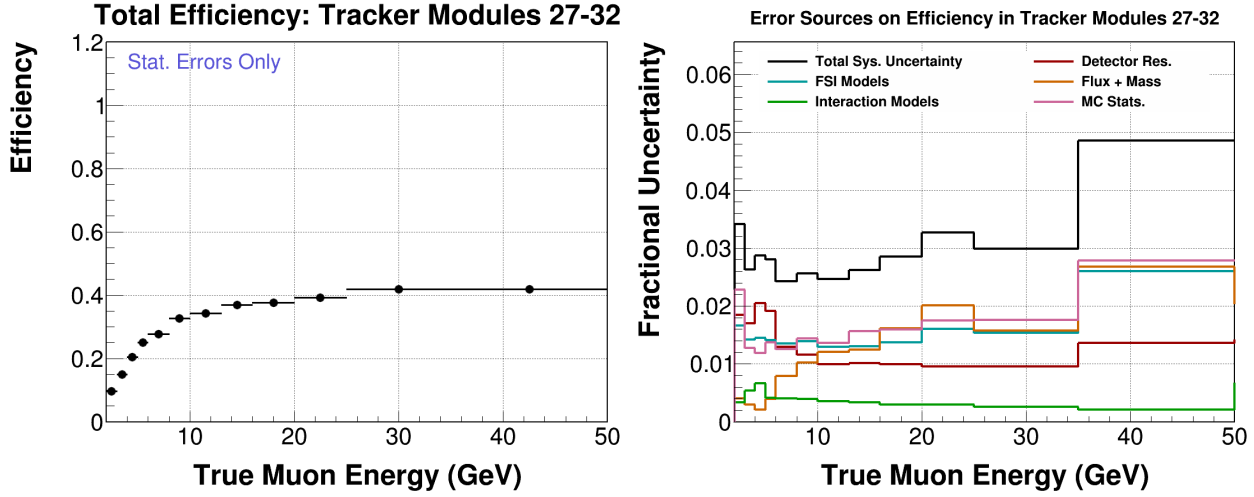 Total Efficiency: Tracker Modules 27-32
Stat. Errors Only
Efficiency
1.2
1
0.8
0.6
0.4
0.2
0
10 20 30 40 50
True Muon Energy (GeV)
Error Sources on Efficiency in Tracker Modules 27-32
Total Sys. Uncertainty
FSI Models
Interaction Models
Detector Res.
Flux + Mass
MC Stats.
Fractional Uncertainty
0.06
0.05
0.04
0.03
0.02
0.01
0
10 20 30 40 50
True Muon Energy (GeV)